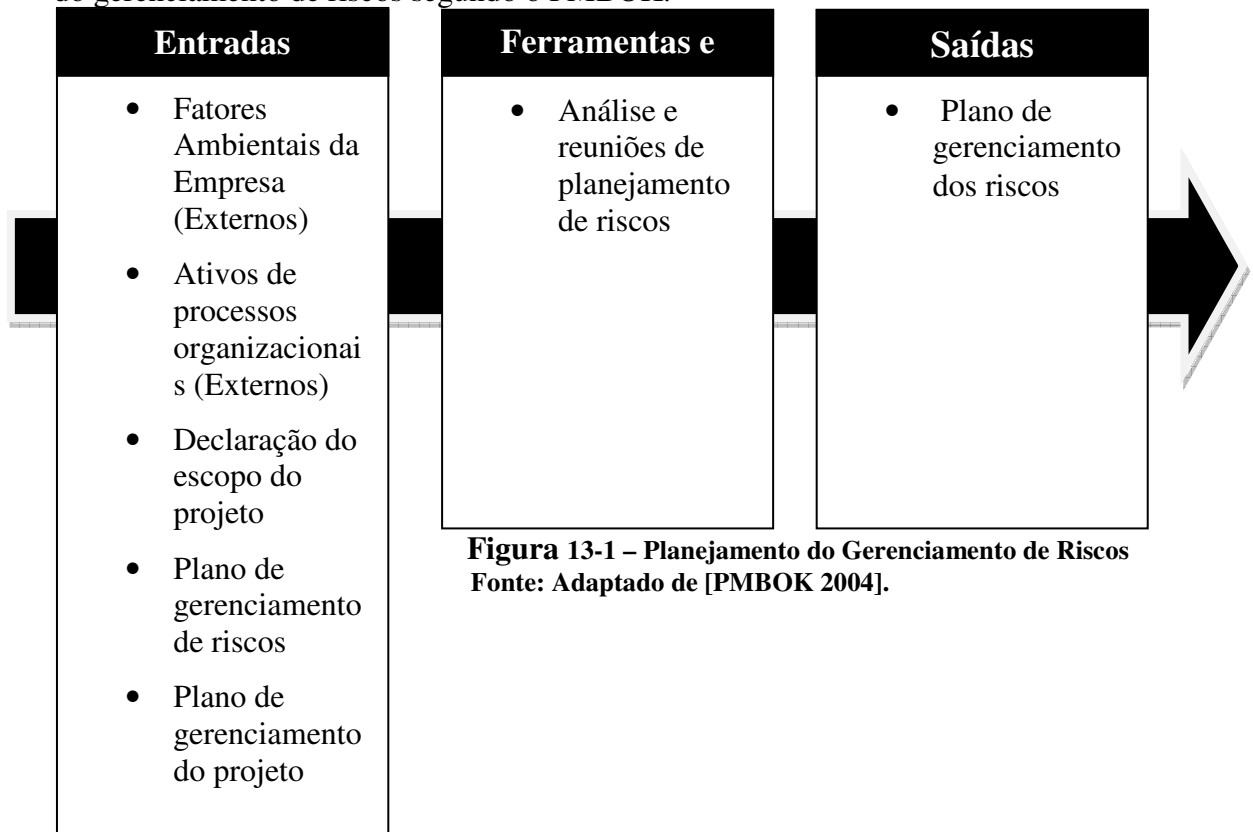 do gerenciamento de riscos segundo o PMBOK.
Entradas
• Fatores
Ambientais da
Empresa
(Externos)
• Ativos de
processos
organizacionai
s (Externos)
• Declaração do
escopo do
projeto
• Plano de
gerenciamento
de riscos
• Plano de
gerenciamento
do projeto
Ferramentas e
• Análise e
reuniões de
planejamento
de riscos
Saídas
• Plano de
gerenciamento
dos riscos
Figura 13-1 – Planejamento do Gerenciamento de Riscos
Fonte: Adaptado de [PMBOK 2004].